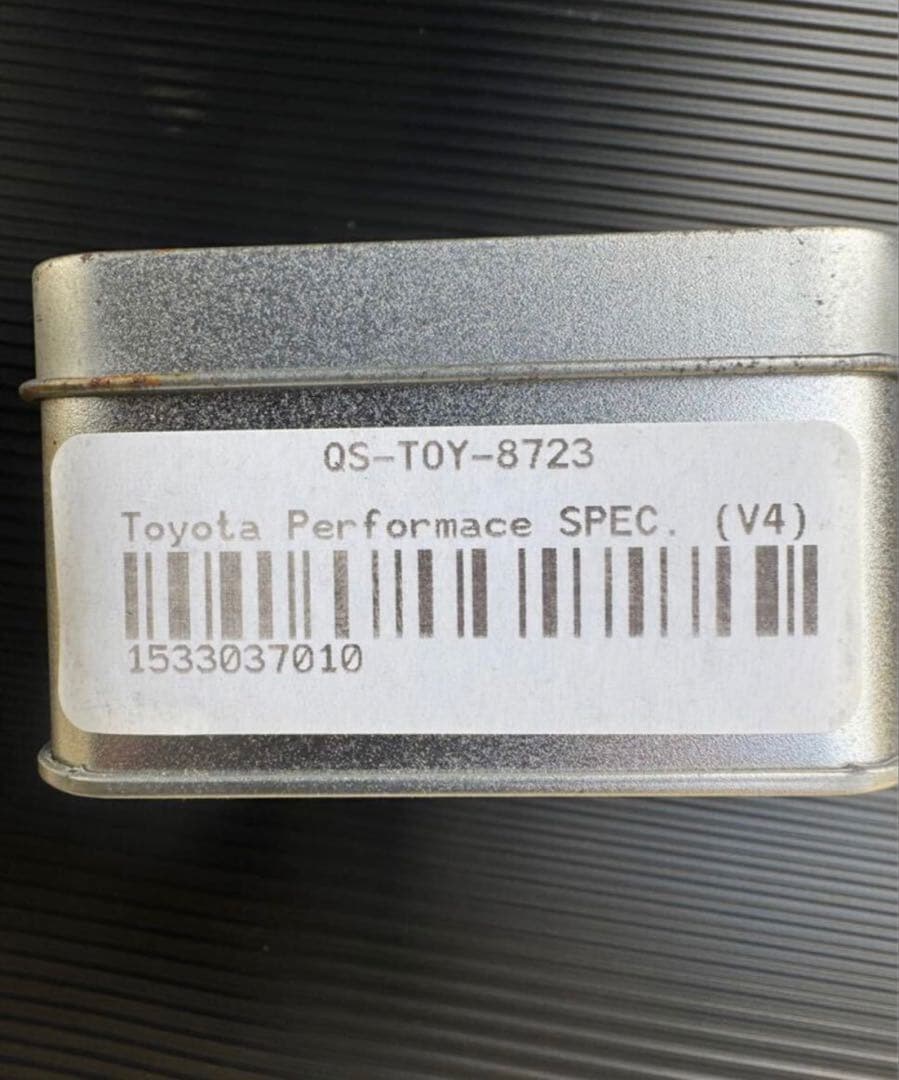 QS-TOY-8723
Toyota Performace SPEC. (V4)
1533037010